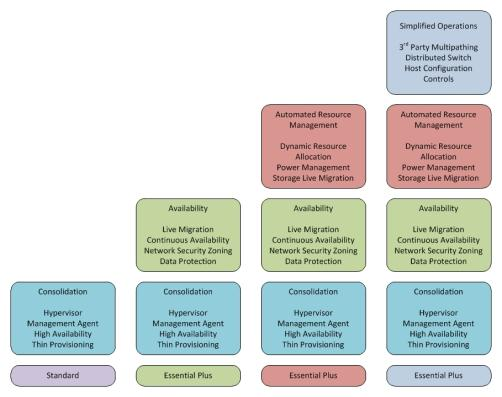 Simplified Operations
3rd Party Multipathing
Distributed Switch
Host Configuration
Controls
Automated Resource
Management
Dynamic Resource
Allocation
Power Management
Storage Live Migration
Automated Resource
Management
Dynamic Resource
Allocation
Power Management
Storage Live Migration
Availability
Live Migration
Continuous Availability
Network Security Zoning
Data Protection
Availability
Live Migration
Continuous Availability
Network Security Zoning
Data Protection
Availability
Live Migration
Continuous Availability
Network Security Zoning
Data Protection
Consolidation
Hypervisor
Management Agent
High Availability
Thin Provisioning
Consolidation
Hypervisor
Management Agent
High Availability
Thin Provisioning
Consolidation
Hypervisor
Management Agent
High Availability
Thin Provisioning
Consolidation
Hypervisor
Management Agent
High Availability
Thin Provisioning
Standard
Essential Plus
Essential Plus
Essential Plus